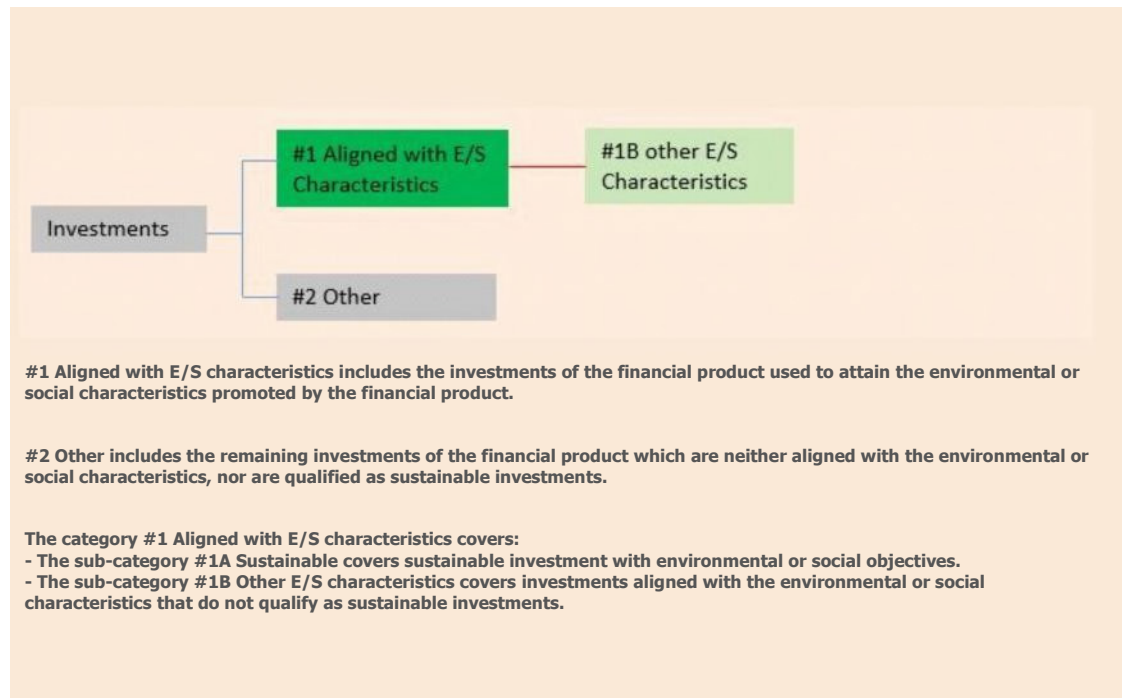 #1 Aligned with E/S
Characteristics
#1B other E/S
Characteristics
Investments
#2 Other
#1 Aligned with E/S characteristics includes the investments of the financial product used to attain the environmental or
social characteristics promoted by the financial product.
#2 Other includes the remaining investments of the financial product which are neither aligned with the environmental or
social characteristics, nor are qualified as sustainable investments.
The category #1 Aligned with E/S characteristics covers:
- The sub-category #1A Sustainable covers sustainable investment with environmental or social objectives.
- The sub-category #1B Other E/S characteristics covers investments aligned with the environmental or social
characteristics that do not qualify as sustainable investments.